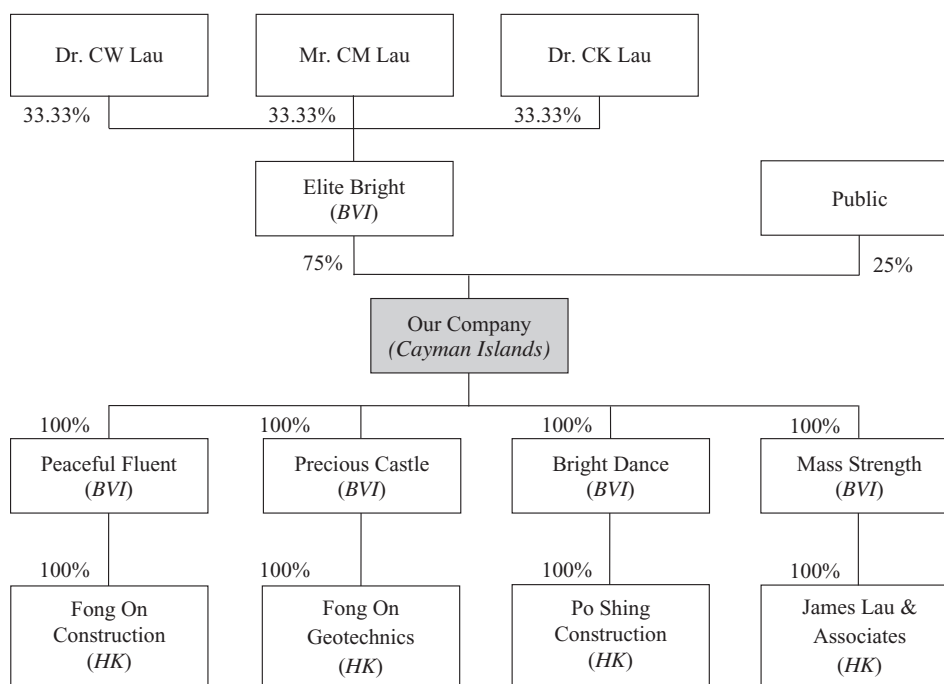 Dr. CW Lau
Mr. CM Lau
Dr. CK Lau
33.33%
33.33%
33.33%
Elite Bright
(BVI)
Public
75%
25%
Our Company
(Cayman Islands)
100%
100%
100%
100%
Peaceful Fluent
(BVI)
Precious Castle
(BVI)
Bright Dance
(BVI)
Mass Strength
(BVI)
100%
100%
100%
100%
Fong On
Construction
(HK)
Fong On
Geotechnics
(HK)
Po Shing
Construction
(HK)
James Lau &
Associates
(HK)